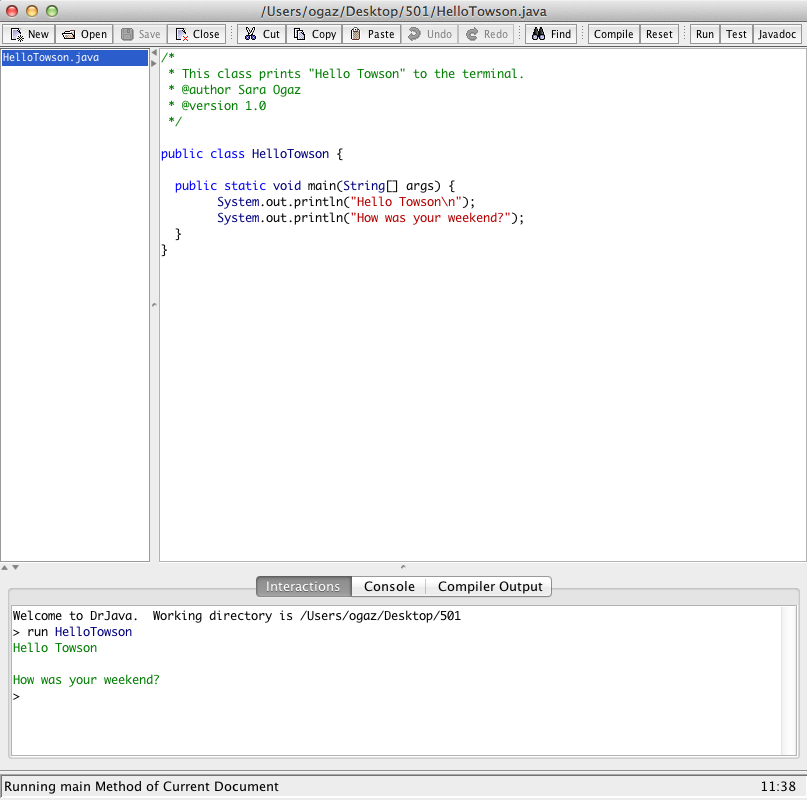 /Users/ogaz/Desktop/501/HelloTowson.java
New Open Save Close Cut Copy Paste Undo Redo Find Compile Reset Run Test Javadoc
HelloTowson.java
/*
 * This class prints "Hello Towson" to the terminal.
 * @author Sara Ogaz
 * @version 1.0
 */
public class HelloTowson {
  public static void main(String[] args) {
        System.out.println("Hello Towson\n");
        System.out.println("How was your weekend?");
  }
}
Interactions Console Compiler Output
Welcome to DrJava.  Working directory is /Users/ogaz/Desktop/501
> run HelloTowson
Hello Towson
How was your weekend?
>
Running main Method of Current Document 11:38